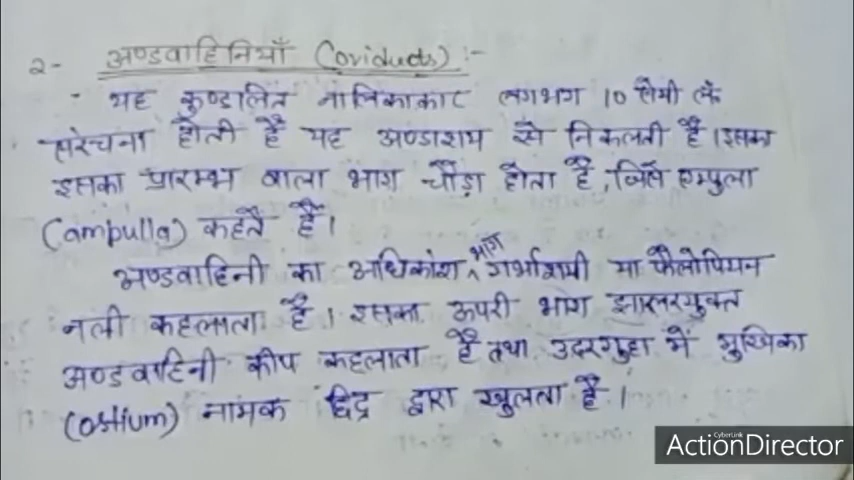 २- अण्डवाहिनियाँ (oviducts) :-
यह कुण्डलित नालिकाकार लगभग 10 सेमी की
संरचना होती है यह अण्डाशय से निकलती है। इसका
इसका प्रारम्भ वाला भाग चौड़ा होता है, जिसे एम्पुला
(ampulla) कहते हैं।
अण्डवाहिनी का अधिकांश भाग गर्भाशयी या फैलोपियन
नली कहलाता है। इसका ऊपरी भाग झालरयुक्त
अण्डवाहिनी कीप कहलाता है तथा उदरगुहा में मुखिका
(ostium) नामक छिद्र द्वारा खुलता है।
CyberLink
ActionDirector